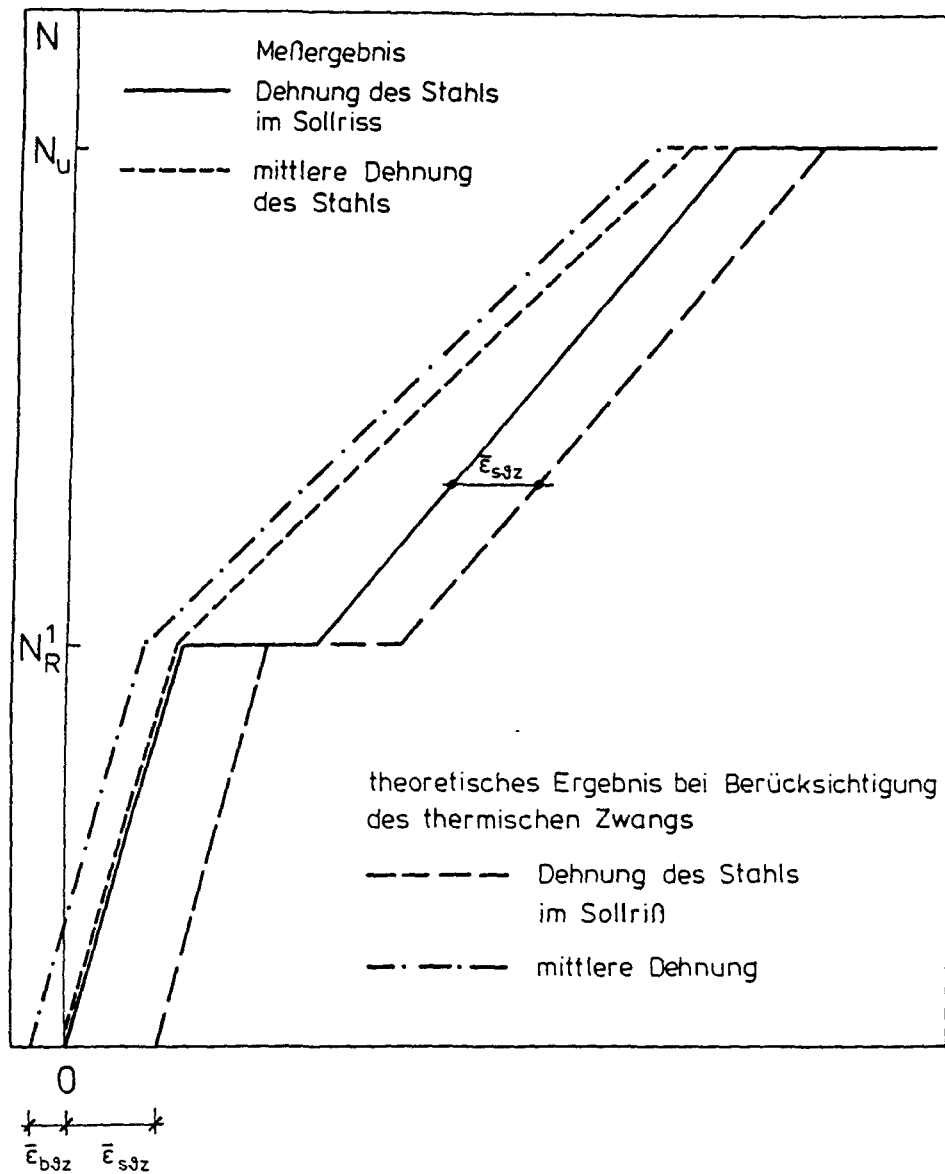 N
Meßergebnis
Dehnung des Stahls
im Sollriss
N_U
mittlere Dehnung
des Stahls
ε̄_sϑz
N_R^1
theoretisches Ergebnis bei Berücksichtigung
des thermischen Zwangs
Dehnung des Stahls
im Sollriß
mittlere Dehnung
0
ε̄_bϑz ε̄_sϑz